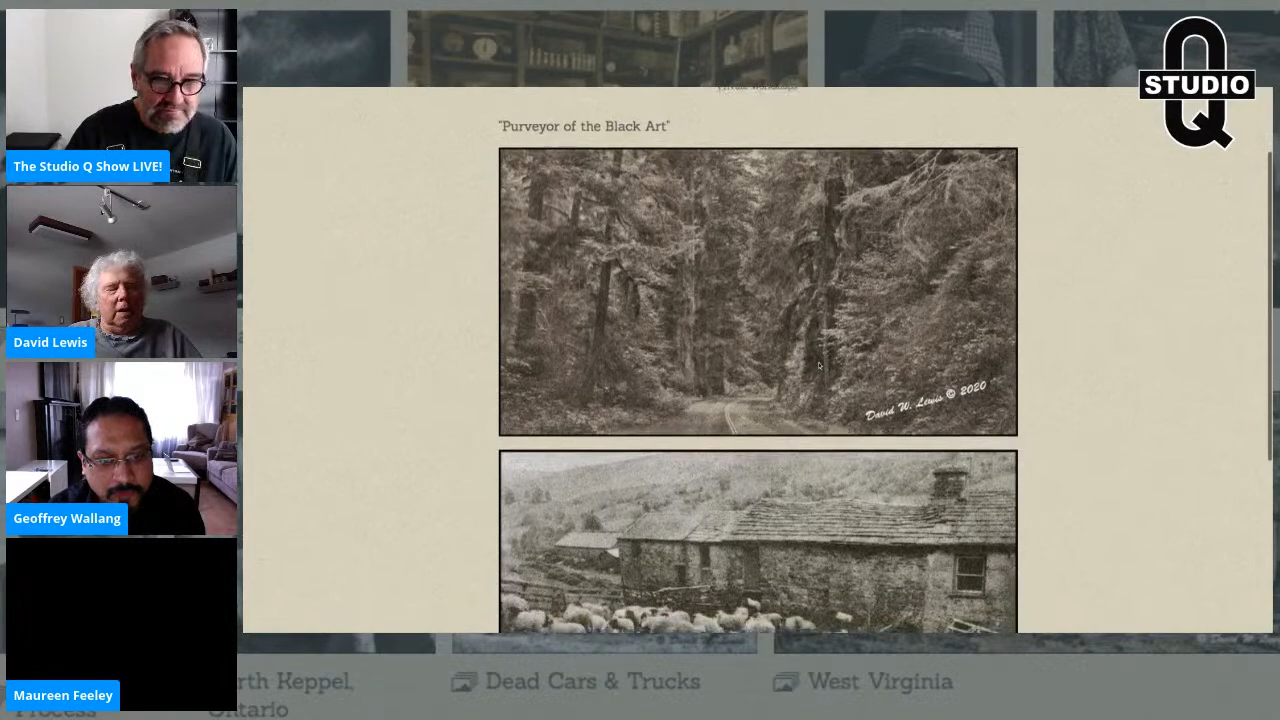 The Studio Q Show LIVE!
David Lewis
Geoffrey Wallang
Maureen Feeley
STUDIO
Q
"Purveyor of the Black Art"
David W. Lewis © 2020
rth Keppel,
Ontario
Process
Dead Cars & Trucks
West Virginia